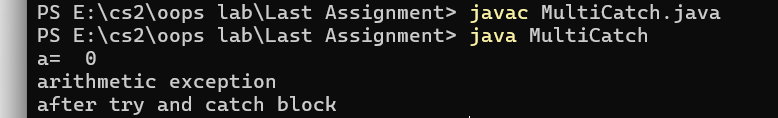 PS E:\cs2\oops lab\Last Assignment> javac MultiCatch.java
PS E:\cs2\oops lab\Last Assignment> java MultiCatch
a=  0
arithmetic exception
after try and catch block